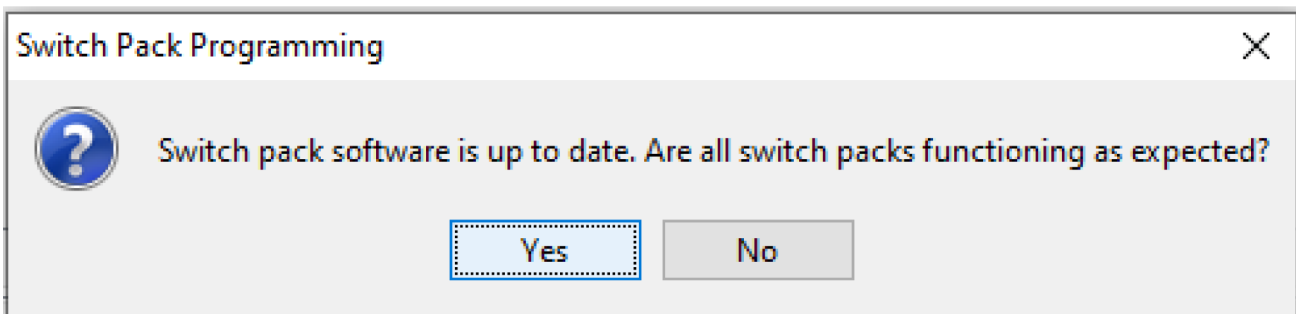 Switch Pack Programming
Switch pack software is up to date. Are all switch packs functioning as expected?
Yes
No